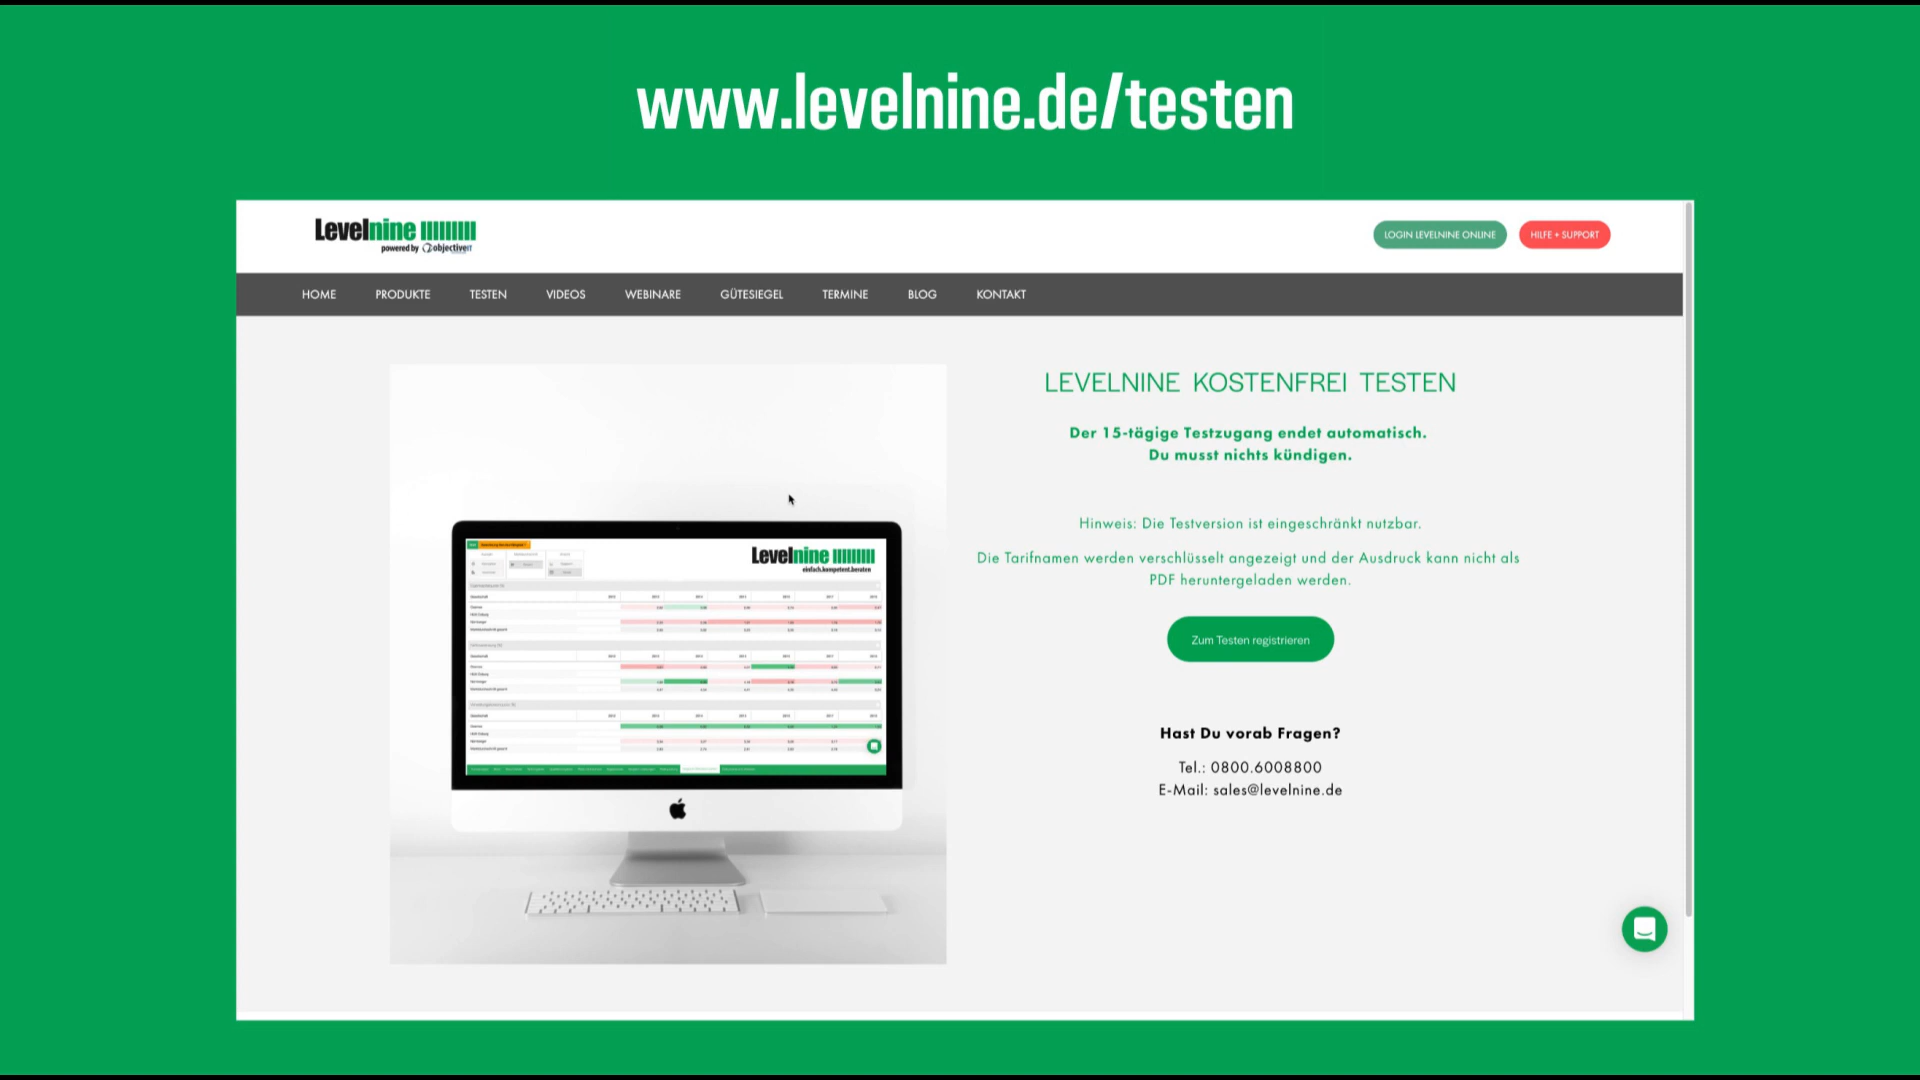 www.levelnine.de/testen
Levelnine
powered by objectiveIT
LOGIN LEVELNINE ONLINE
HILFE + SUPPORT
HOME PRODUKTE TESTEN VIDEOS WEBINARE GÜTESIEGEL TERMINE BLOG KONTAKT
LEVELNINE KOSTENFREI TESTEN
Der 15-tägige Testzugang endet automatisch.
Du musst nichts kündigen.
Hinweis: Die Testversion ist eingeschränkt nutzbar.
Die Tarifnamen werden verschlüsselt angezeigt und der Ausdruck kann nicht als
PDF heruntergeladen werden.
Zum Testen registrieren
Hast Du vorab Fragen?
Tel.: 0800.6008800
E-Mail: sales@levelnine.de
Levelnine
einfach.kompetent.beraten